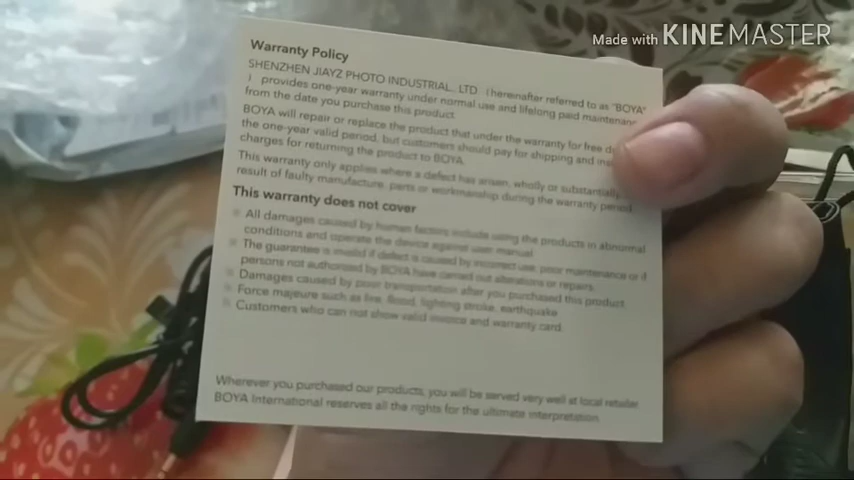 Made with KINEMASTER
Warranty Policy
SHENZHEN JIAYZ PHOTO INDUSTRIAL., LTD (hereinafter referred to as "BOYA"
) provides one-year warranty under normal use and lifelong paid maintenance
from the date you purchase this product.
BOYA will repair or replace the product that under the warranty for free
the one-year valid period, but customers should pay for shipping and
charges for returning the product to BOYA.
This warranty only applies where a defect has arisen, wholly or substantially
result of faulty manufacture, parts or workmanship during the warranty period.
This warranty does not cover
All damages caused by human factors include using the products in abnormal
conditions and operate the device against user manual.
The guarantee is invalid if defect is caused by incorrect use, poor maintenance or if
persons not authorised by BOYA have carried out alterations or repairs.
Damages caused by poor transportation after you purchased this product.
Force majeure such as fire, flood, lighting stroke, earthquake
Customers who can not show valid invoice and warranty card.
Wherever you purchased our products, you will be served very well at local retailer.
BOYA International reserves all the rights for the ultimate interpretation.